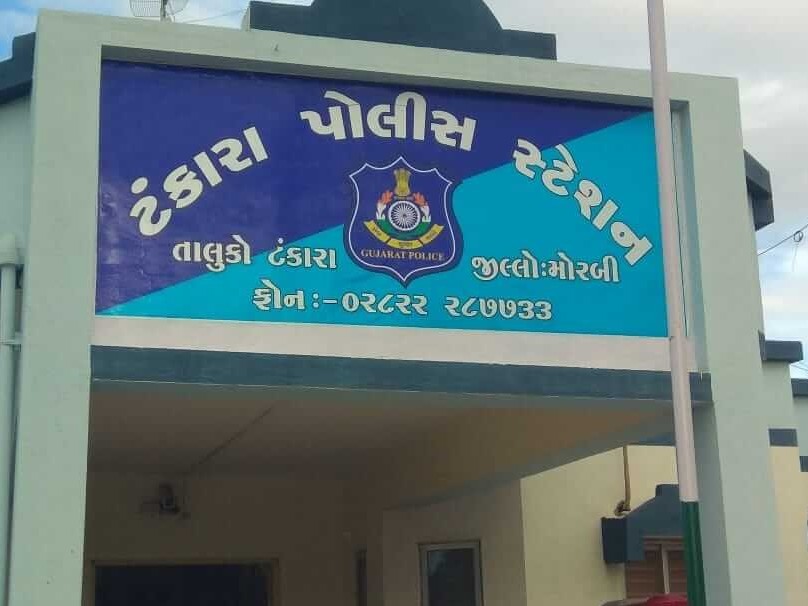 ટંકારા પોલીસ સ્ટેશન
GUJARAT POLICE
તાલુકો ટંકારા જીલ્લો:મોરબી
ફોન :- ૦૨૮૨૨ ૨૮૭૭૩૩